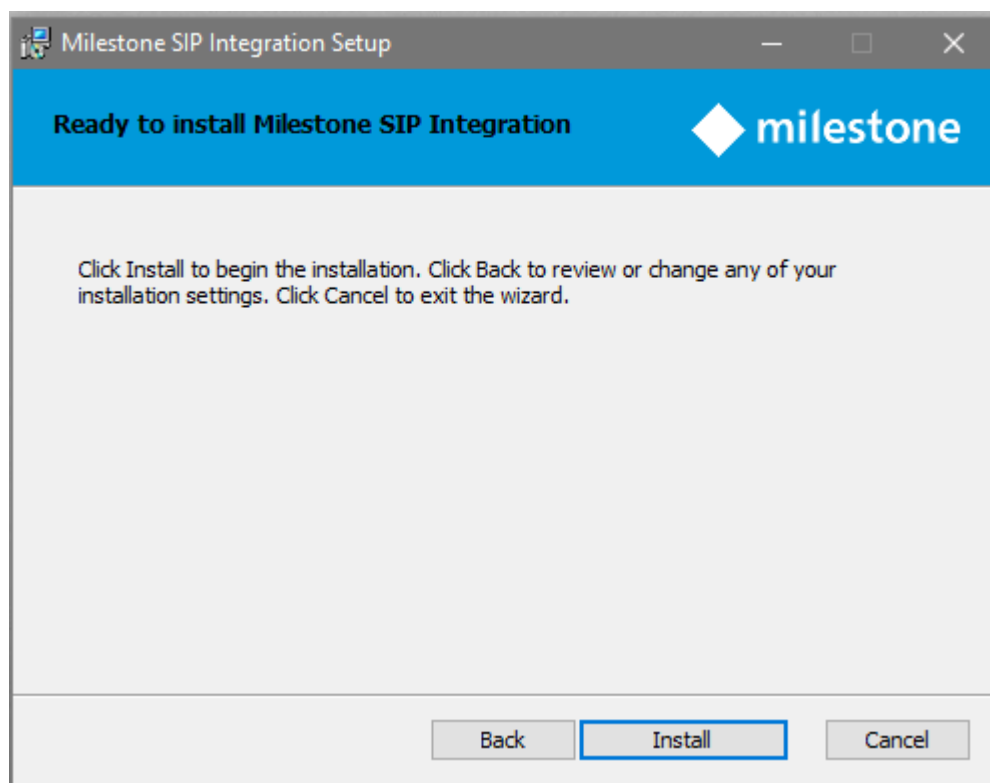 Milestone SIP Integration Setup
Ready to install Milestone SIP Integration
milestone
Click Install to begin the installation. Click Back to review or change any of your
installation settings. Click Cancel to exit the wizard.
Back
Install
Cancel